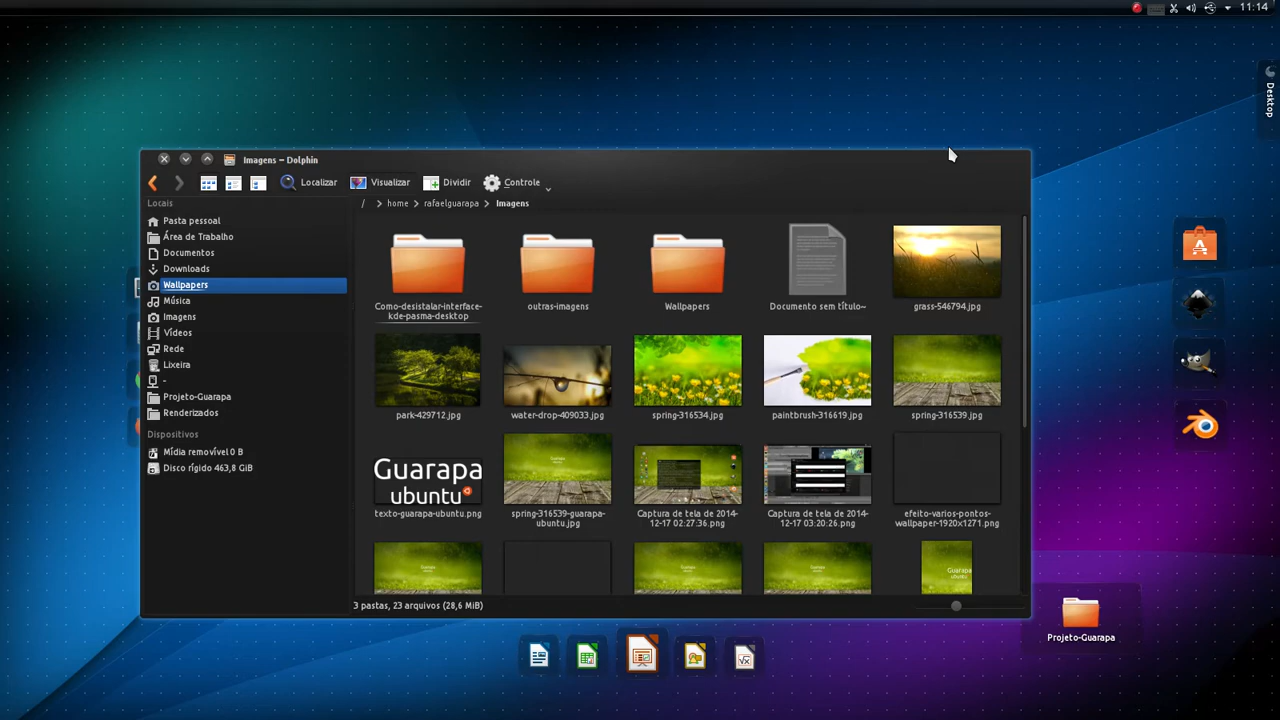 11:14
Desktop
Imagens – Dolphin
Localizar
Visualizar
Dividir
Controle
/ > home > rafaelguarapa > Imagens
Locais
Pasta pessoal
Área de Trabalho
Documentos
Downloads
Wallpapers
Música
Imagens
Vídeos
Rede
Lixeira
-
Projeto-Guarapa
Renderizados
Dispositivos
Mídia removível 0 B
Disco rígido 463,8 GiB
Como-desistalar-interface-
kde-pasma-desktop
outras-imagens
Wallpapers
Documento sem título~
grass-546794.jpg
park-429712.jpg
water-drop-409033.jpg
spring-316534.jpg
paintbrush-316619.jpg
spring-316539.jpg
Guarapa
ubuntu
texto-guarapa-ubuntu.png
spring-316539-guarapa-
ubuntu.jpg
Captura de tela de 2014-
12-17 02:27:36.png
Captura de tela de 2014-
12-17 03:20:26.png
efeito-varios-pontos-
wallpaper-1920x1271.png
Guarapa
ubuntu
3 pastas, 23 arquivos (28,6 MiB)
Projeto-Guarapa